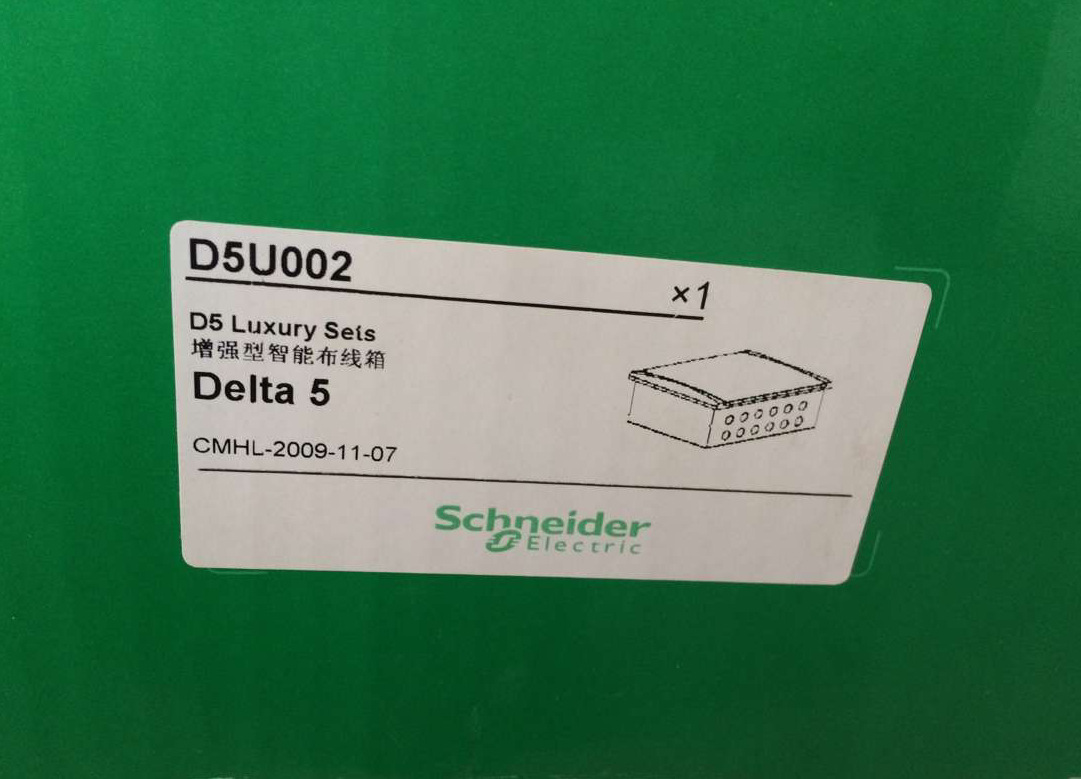 D5U002
×1
D5 Luxury Sets
增强型智能布线箱
Delta 5
CMHL-2009-11-07
Schneider
Electric